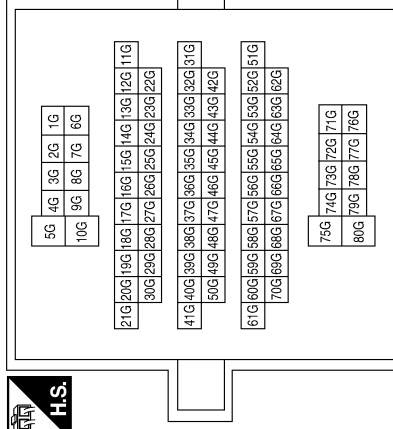 5G 4G 3G 2G 1G
10G 9G 8G 7G 6G
21G 20G 19G 18G 17G 16G 15G 14G 13G 12G 11G
30G 29G 28G 27G 26G 25G 24G 23G 22G
41G 40G 39G 38G 37G 36G 35G 34G 33G 32G 31G
50G 49G 48G 47G 46G 45G 44G 43G 42G
61G 60G 59G 58G 57G 56G 55G 54G 53G 52G 51G
70G 69G 68G 67G 66G 65G 64G 63G 62G
75G 74G 73G 72G 71G
80G 79G 78G 77G 76G
H.S.